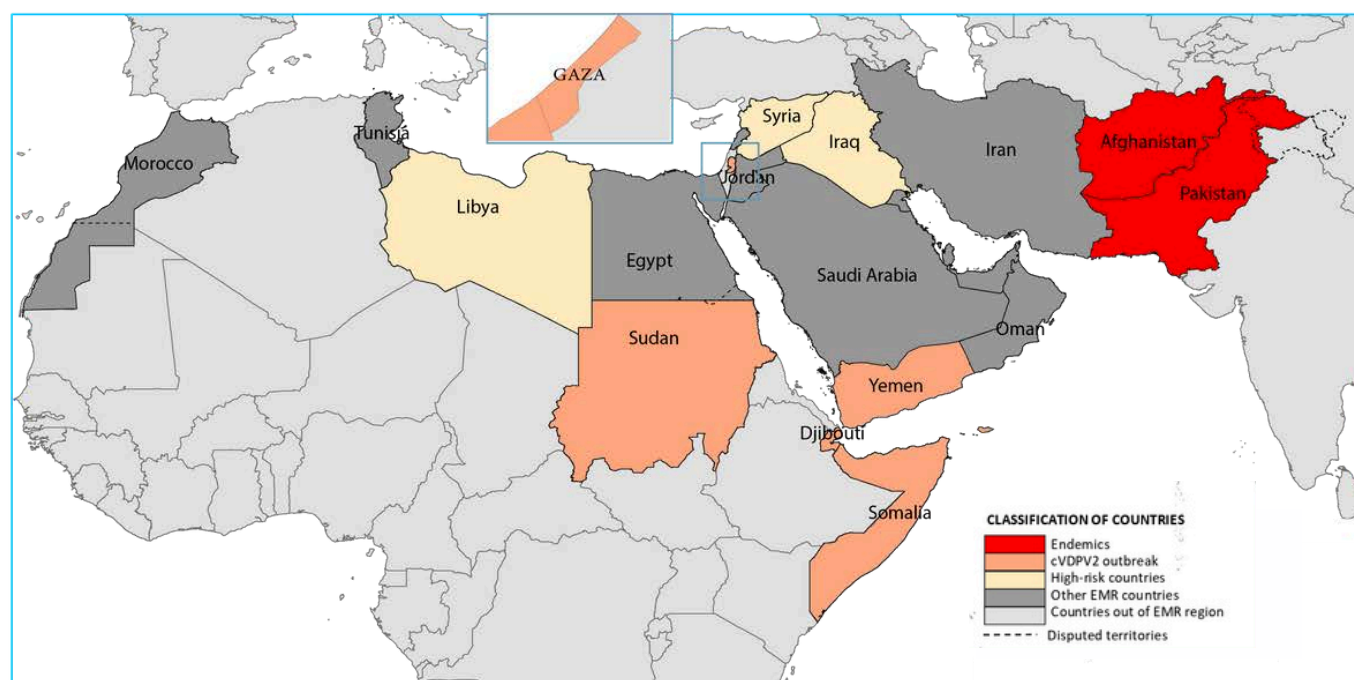 GAZA
Syria
Tunisia
Afghanistan
Iraq
Iran
Morocco
Jordan
Pakistan
Libya
Egypt
Saudi Arabia
Oman
Sudan
Yemen
Djibouti
Somalia
CLASSIFICATION OF COUNTRIES
Endemics
cVDPV2 outbreak
High-risk countries
Other EMR countries
Countries out of EMR region
Disputed territories